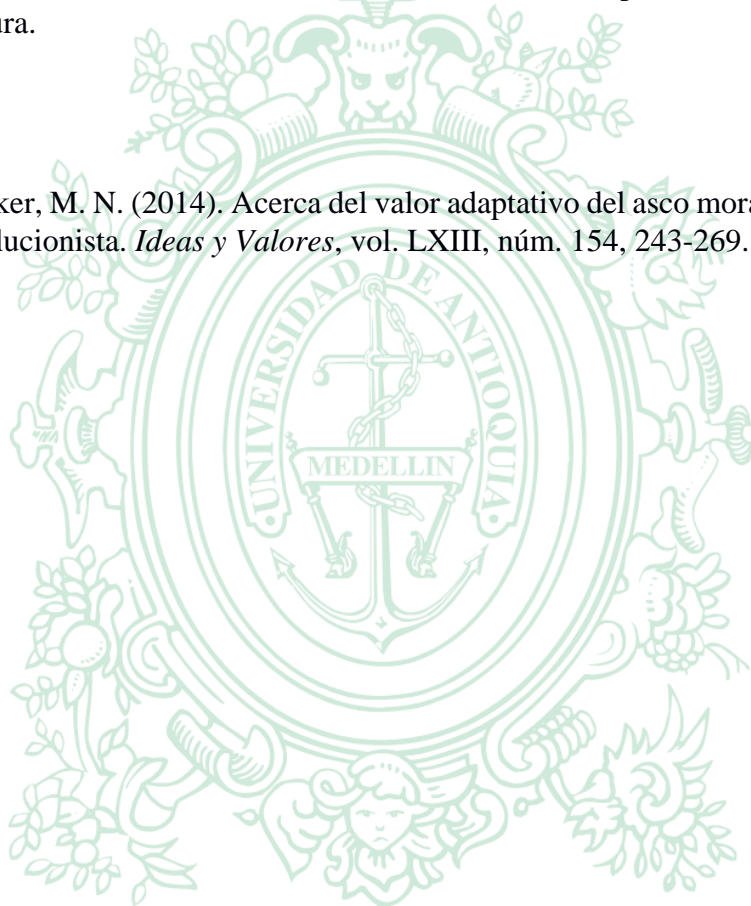 ura.
ker, M. N. (2014). Acerca del valor adaptativo del asco mora
lucionista. Ideas y Valores, vol. LXIII, núm. 154, 243-269.
UNIVERSIDAD DE ANTIOQUIA
MEDELLIN